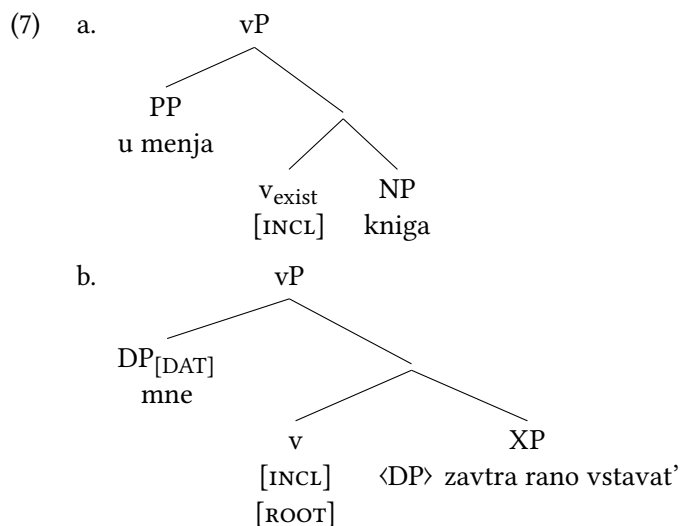 (7) a. vP
PP
u menja
v_exist NP
[INCL] kniga
b. vP
DP_[DAT]
mne
v XP
[INCL] ⟨DP⟩ zavtra rano vstavat’
[ROOT]